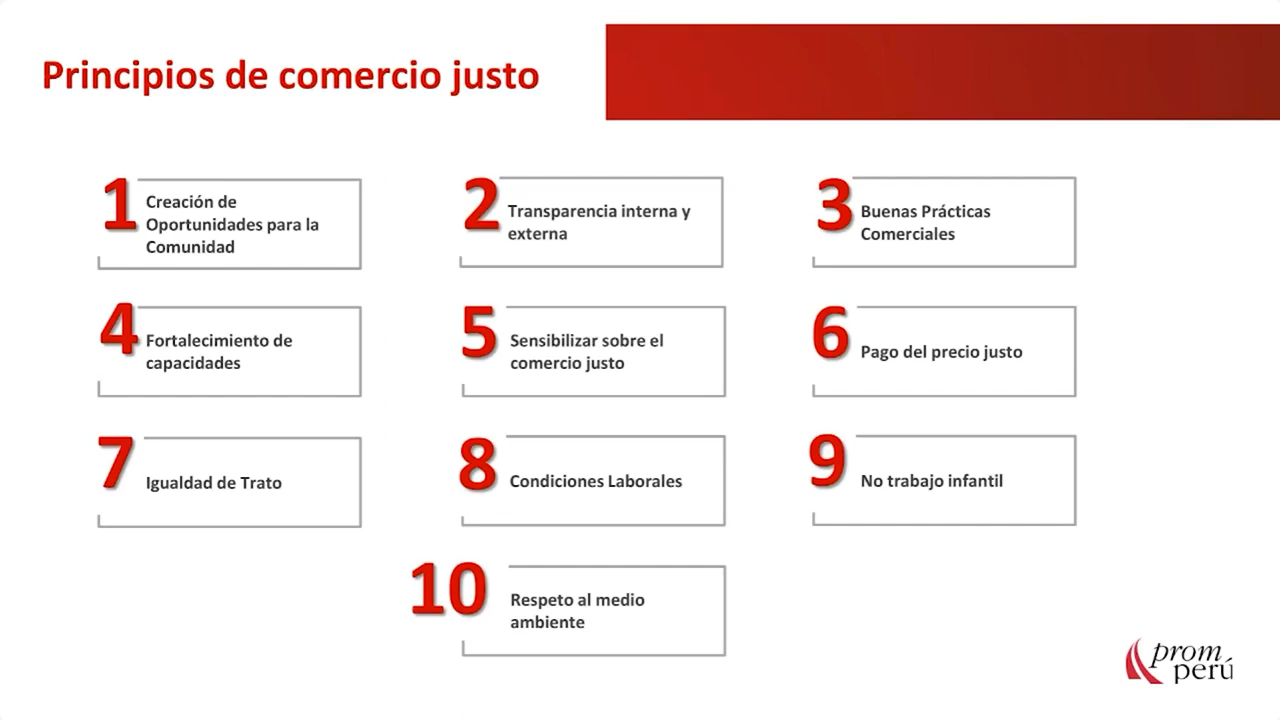 Principios de comercio justo
1
Creación de
Oportunidades para la
Comunidad
2
Transparencia interna y
externa
3
Buenas Prácticas
Comerciales
4
Fortalecimiento de
capacidades
5
Sensibilizar sobre el
comercio justo
6
Pago del precio justo
7
Igualdad de Trato
8
Condiciones Laborales
9
No trabajo infantil
10
Respeto al medio
ambiente
prom
perú